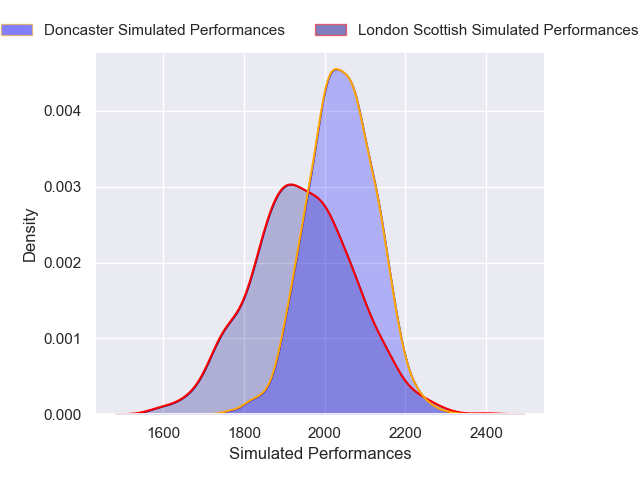 Doncaster Simulated Performances
London Scottish Simulated Performances
0.004
0.003
0.002
0.001
0.000
Density
1600 1800 2000 2200 2400
Simulated Performances